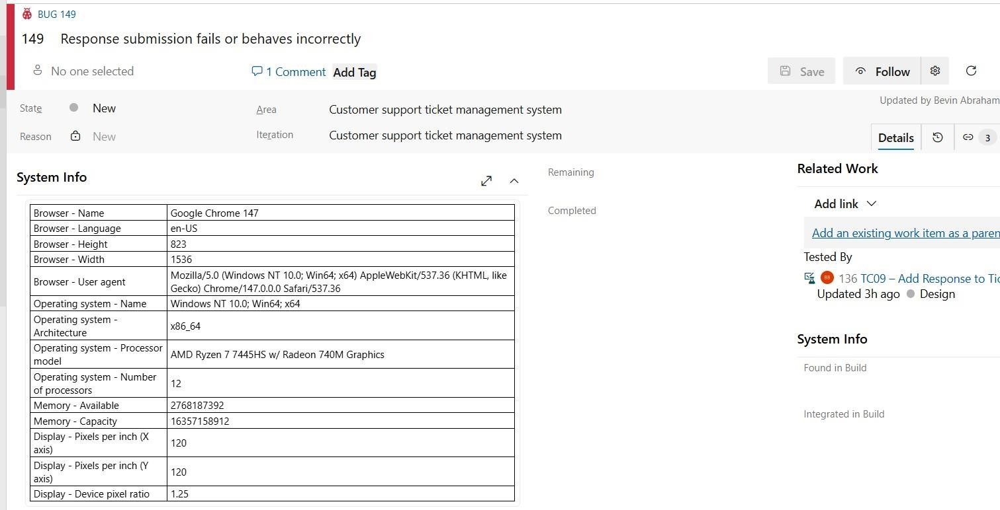 BUG 149
149 Response submission fails or behaves incorrectly
No one selected
1 Comment
Add Tag
Save
Follow
State
New
Area
Customer support ticket management system
Updated by Bevin Abraham
Reason
New
Iteration
Customer support ticket management system
Details
3
System Info
Browser - Name
Google Chrome 147
Browser - Language
en-US
Browser - Height
823
Browser - Width
1536
Browser - User agent
Mozilla/5.0 (Windows NT 10.0; Win64; x64) AppleWebKit/537.36 (KHTML, like
Gecko) Chrome/147.0.0.0 Safari/537.36
Operating system - Name
Windows NT 10.0; Win64; x64
Operating system -
Architecture
x86_64
Operating system - Processor
model
AMD Ryzen 7 7445HS w/ Radeon 740M Graphics
Operating system - Number
of processors
12
Memory - Available
2768187392
Memory - Capacity
16357158912
Display - Pixels per inch (X
axis)
120
Display - Pixels per inch (Y
axis)
120
Display - Device pixel ratio
1.25
Remaining
Completed
Related Work
Add link
Add an existing work item as a paren
Tested By
136 TC09 – Add Response to Tic
Updated 3h ago
Design
System Info
Found in Build
Integrated in Build